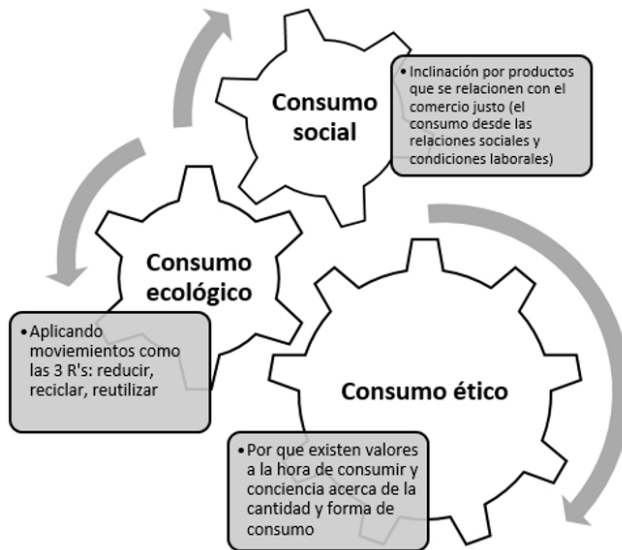 Consumo
social
• Inclinación por productos
que se relacionen con el
comercio justo (el
consumo desde las
relaciones sociales y
condiciones laborales)
Consumo
ecológico
• Aplicando
moviemientos como
las 3 R's: reducir,
reciclar, reutilizar
Consumo ético
• Por que existen valores
a la hora de consumir y
conciencia acerca de la
cantidad y forma de
consumo